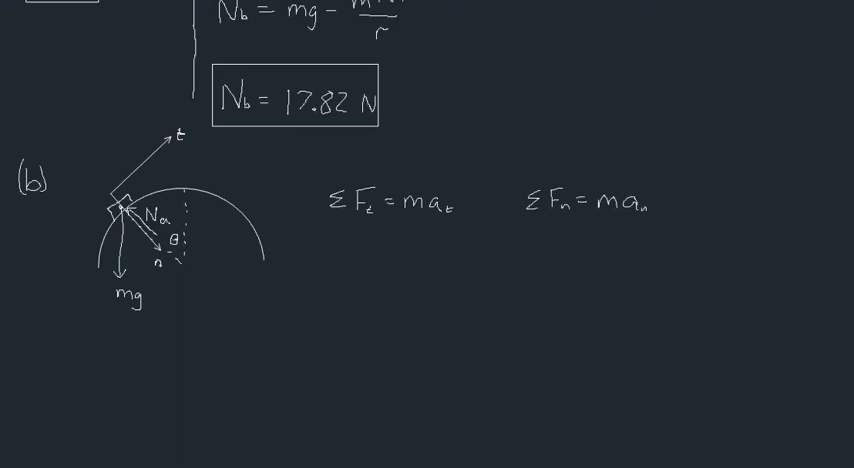 N_b = mg - / r
N_b = 17.82 N
t
(b)
ΣF_t = ma_t ΣF_n = ma_n
N_a
θ
n
mg